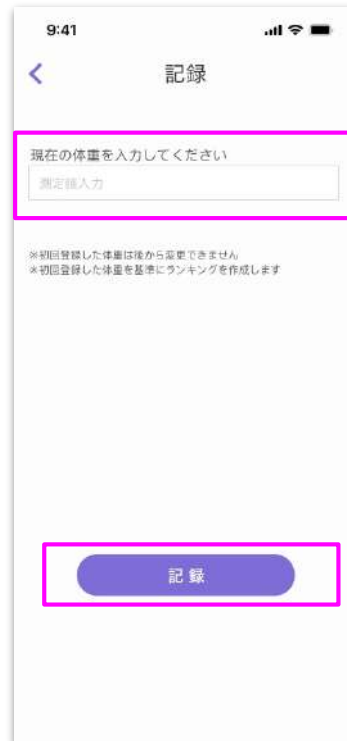 9:41
記録
現在の体重を入力してください
測定値入力
※初回登録した体重は後から変更できません
※初回登録した体重を基準にランキングを作成します
記録